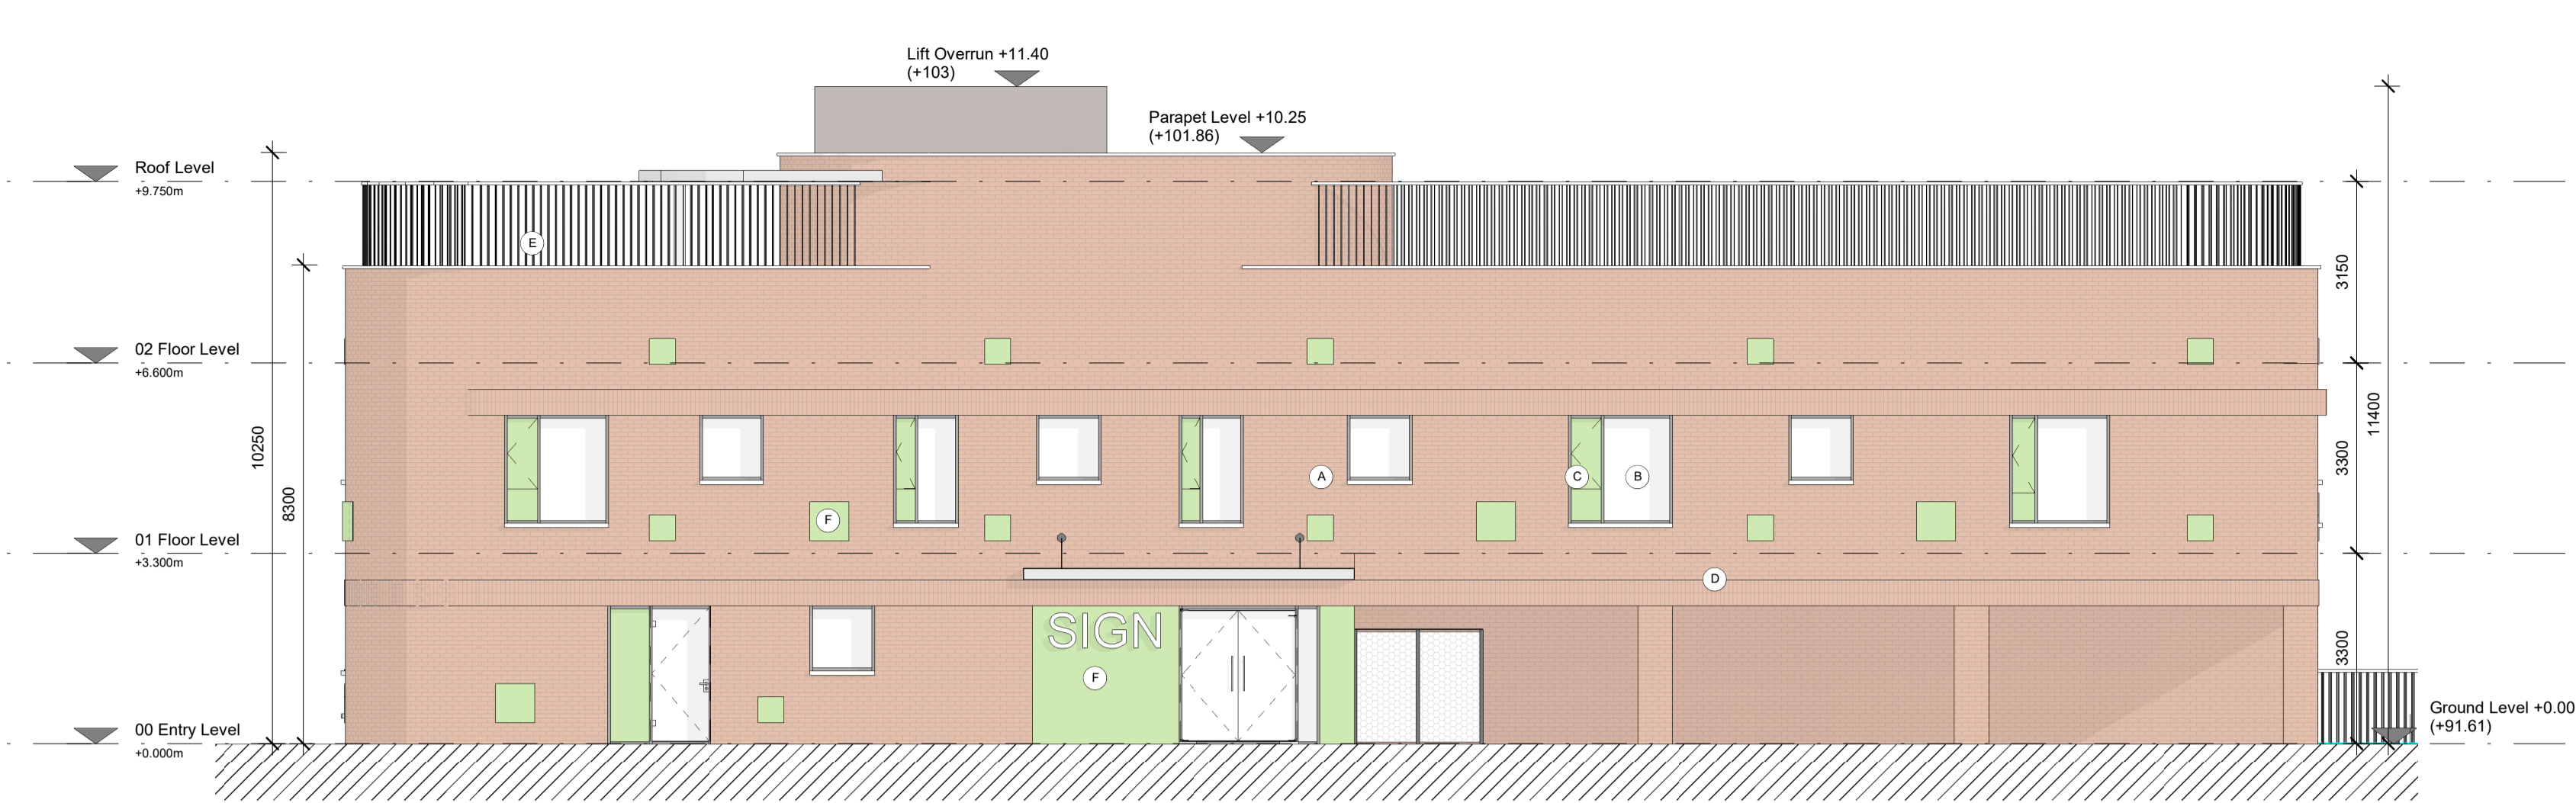 Lift Overrun +11.40
(+103)
Parapet Level +10.25
(+101.86)
Roof Level
+9.750m
E
3150
02 Floor Level
+6.600m
11400
10250
3300
8300
A
C
B
F
01 Floor Level
+3.300m
D
SIGN
3300
F
Ground Level +0.00
(+91.61)
00 Entry Level
+0.000m